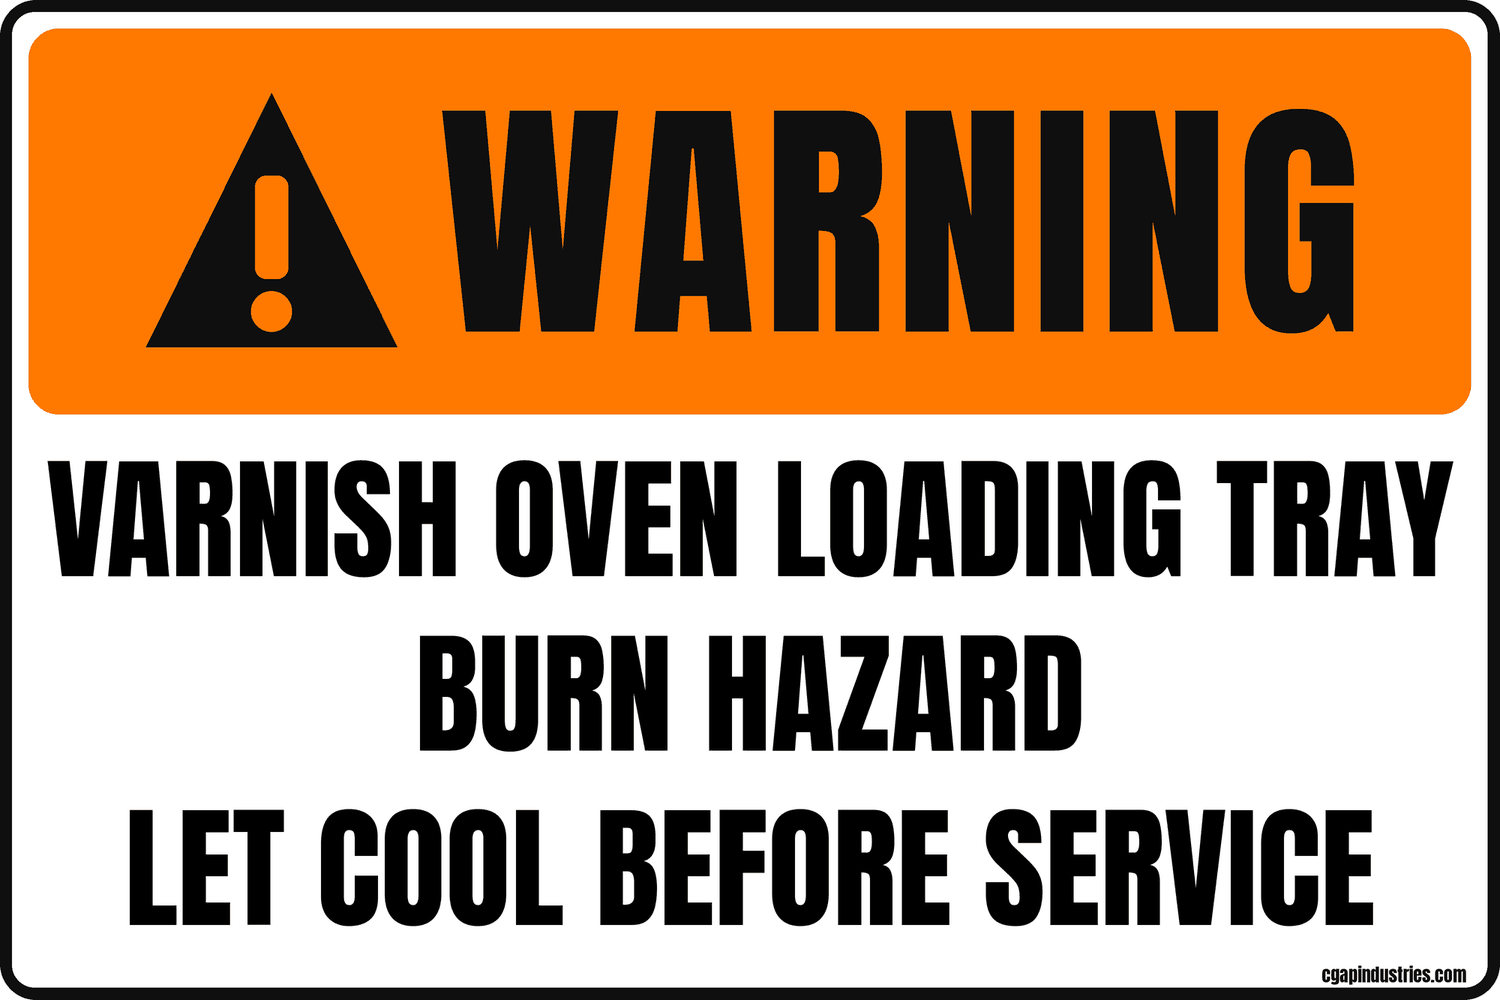 WARNING
VARNISH OVEN LOADING TRAY
BURN HAZARD
LET COOL BEFORE SERVICE
cgapindustries.com